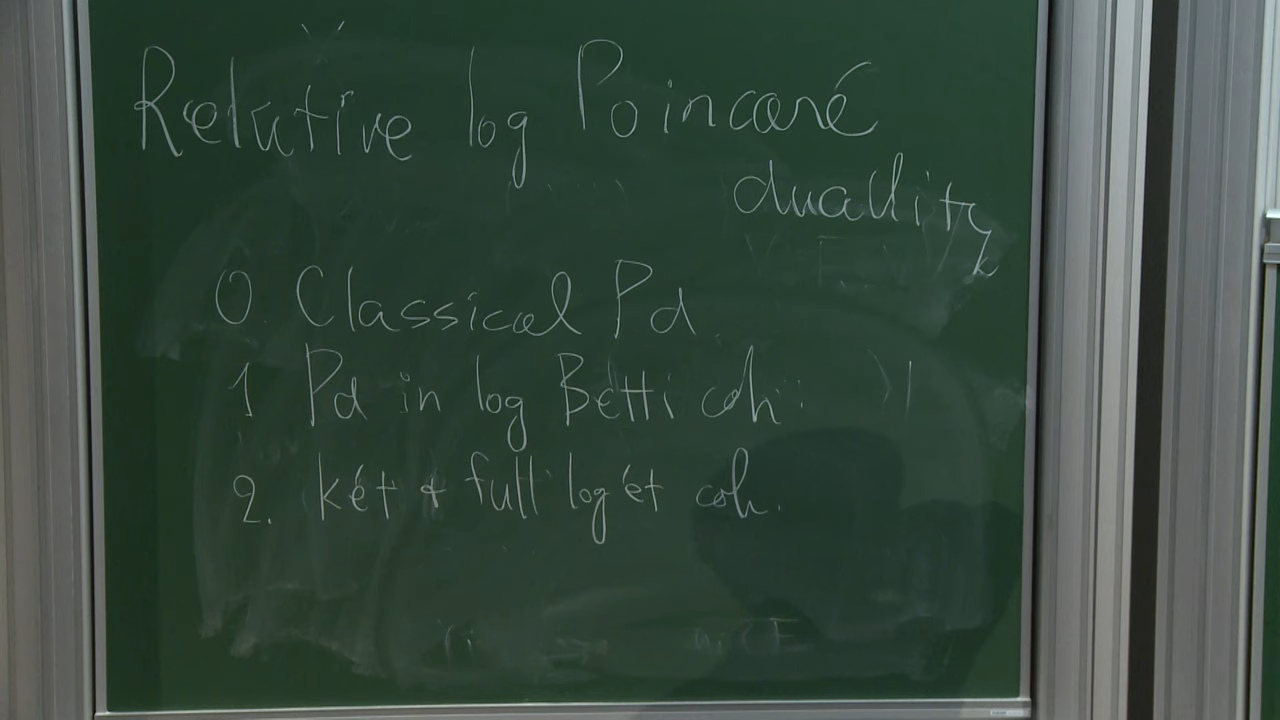 Relative log Poincaré
duality
0. Classical Pd
1 Pd in log Betti coh.
2. két & full log ét coh.